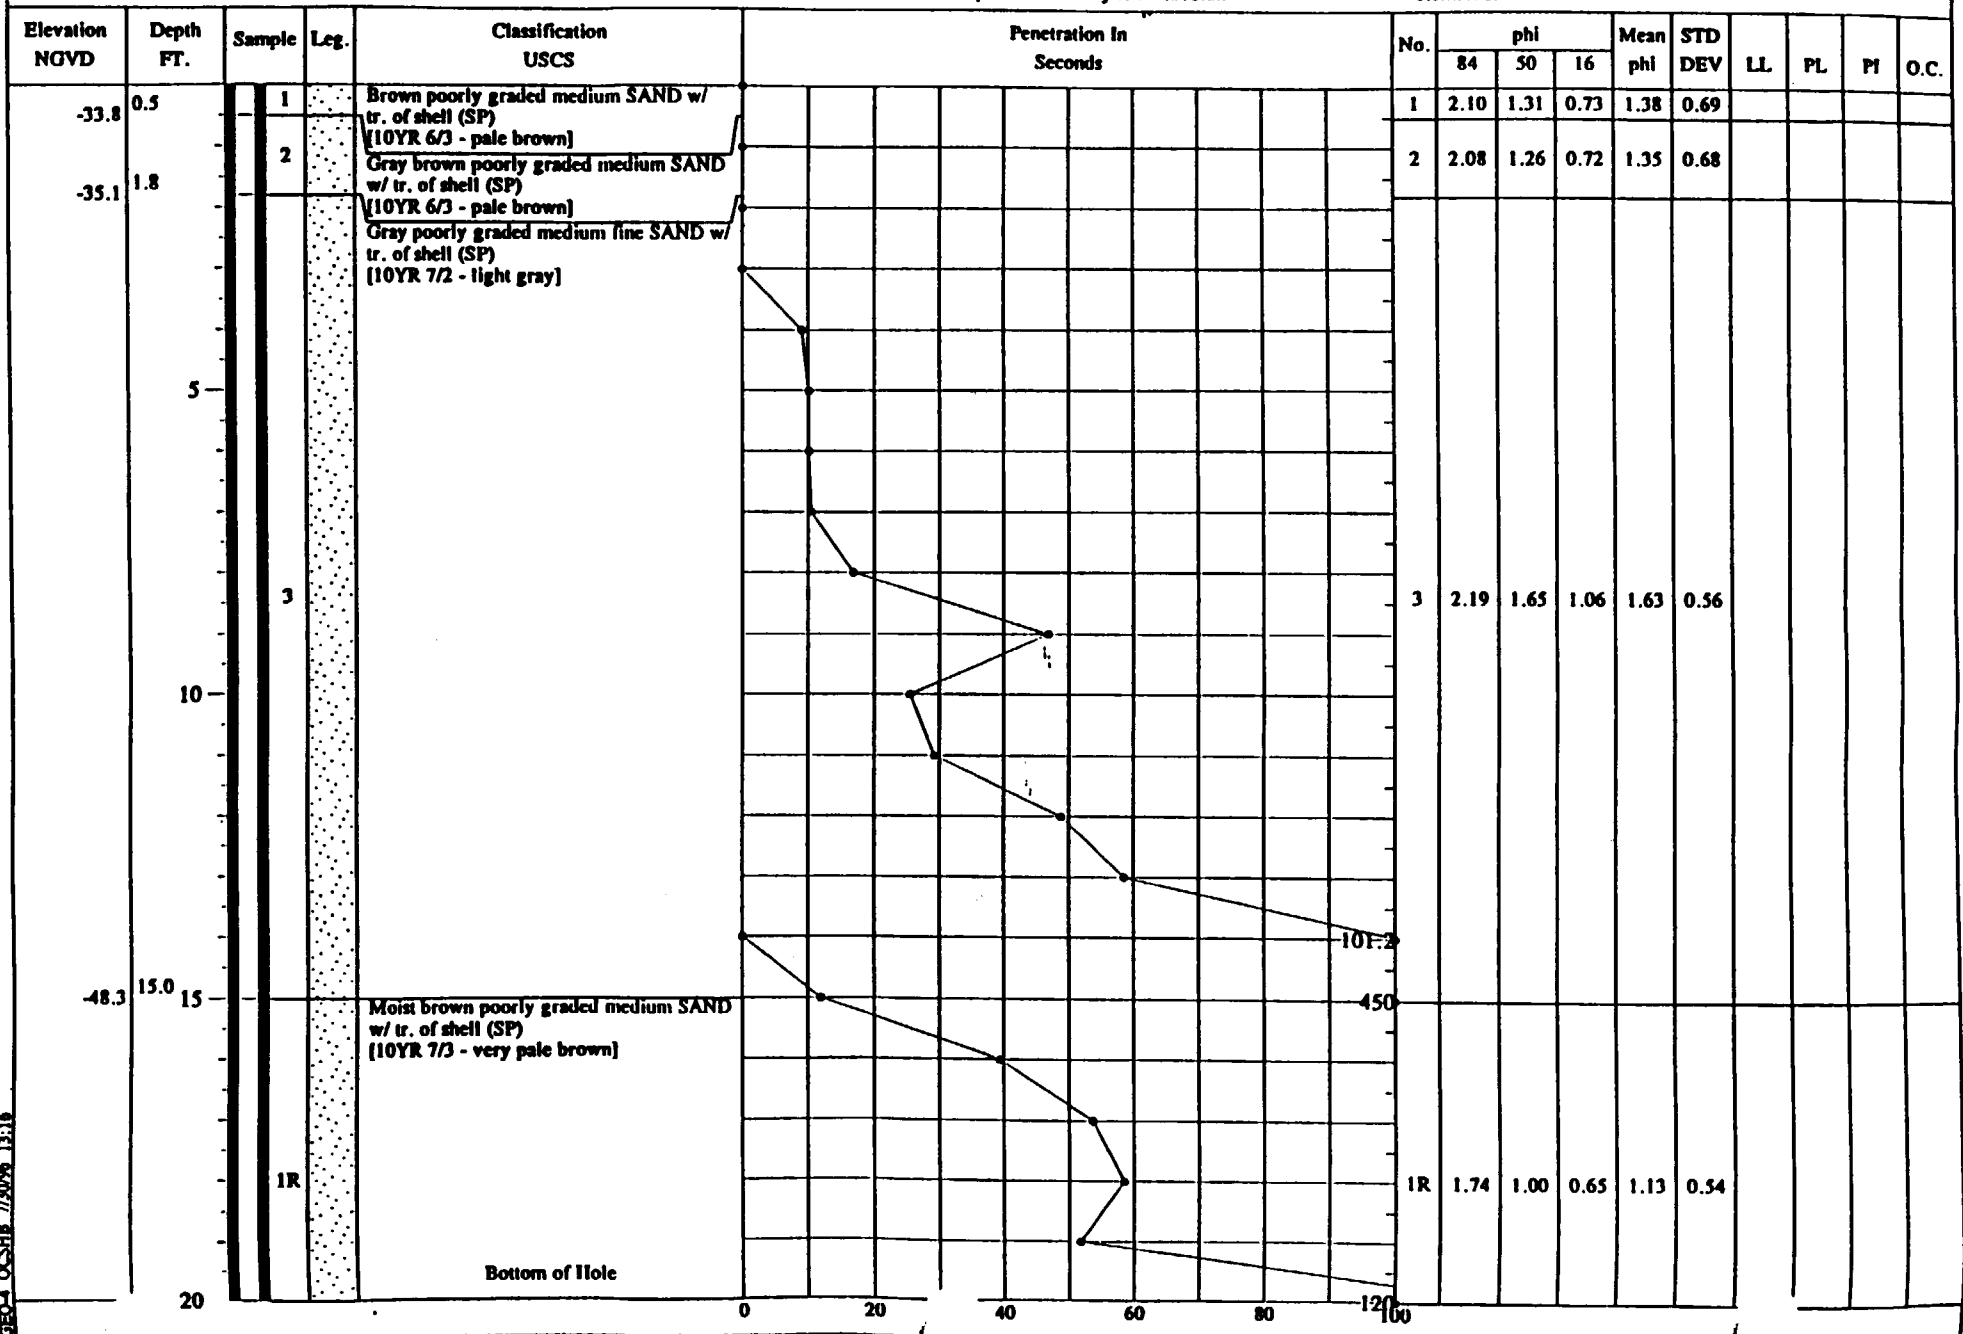 Elevation NGVD
Depth FT.
Sample
Leg.
Classification USCS
Penetration In Seconds
No.
phi
84 50 16
Mean phi
STD DEV
LL
PL
PI
O.C.
-33.8 0.5
1
Brown poorly graded medium SAND w/
tr. of shell (SP)
[10YR 6/3 - pale brown]
1 2.10 1.31 0.73 1.38 0.69
2
Gray brown poorly graded medium SAND
w/ tr. of shell (SP)
[10YR 6/3 - pale brown]
2 2.08 1.26 0.72 1.35 0.68
-35.1 1.8
Gray poorly graded medium fine SAND w/
tr. of shell (SP)
[10YR 7/2 - light gray]
5
3
3 2.19 1.65 1.06 1.63 0.56
10
101.2
-48.3 15.0 15
450
Moist brown poorly graded medium SAND
w/ tr. of shell (SP)
[10YR 7/3 - very pale brown]
1R
1R 1.74 1.00 0.65 1.13 0.54
Bottom of Hole
20
120
0 20 40 60 80 100
13:16